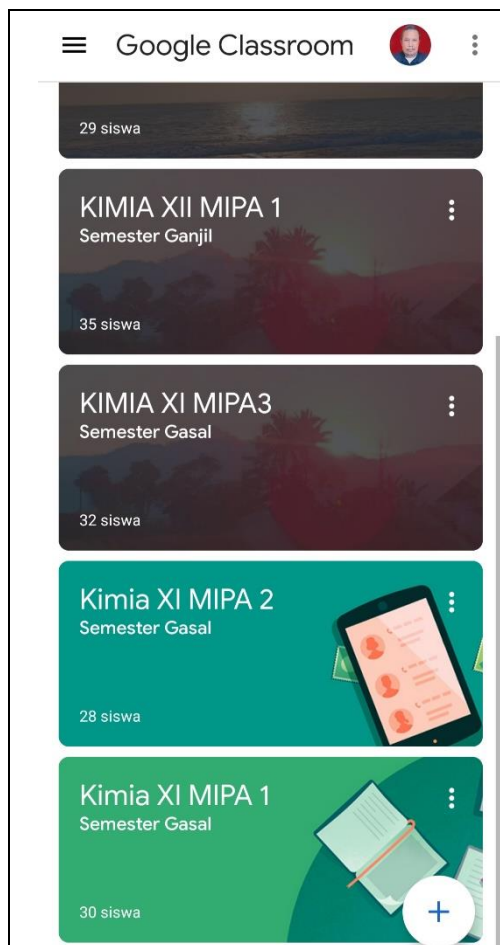 Google Classroom
29 siswa
KIMIA XII MIPA 1
Semester Ganjil
35 siswa
KIMIA XI MIPA3
Semester Gasal
32 siswa
Kimia XI MIPA 2
Semester Gasal
28 siswa
Kimia XI MIPA 1
Semester Gasal
30 siswa